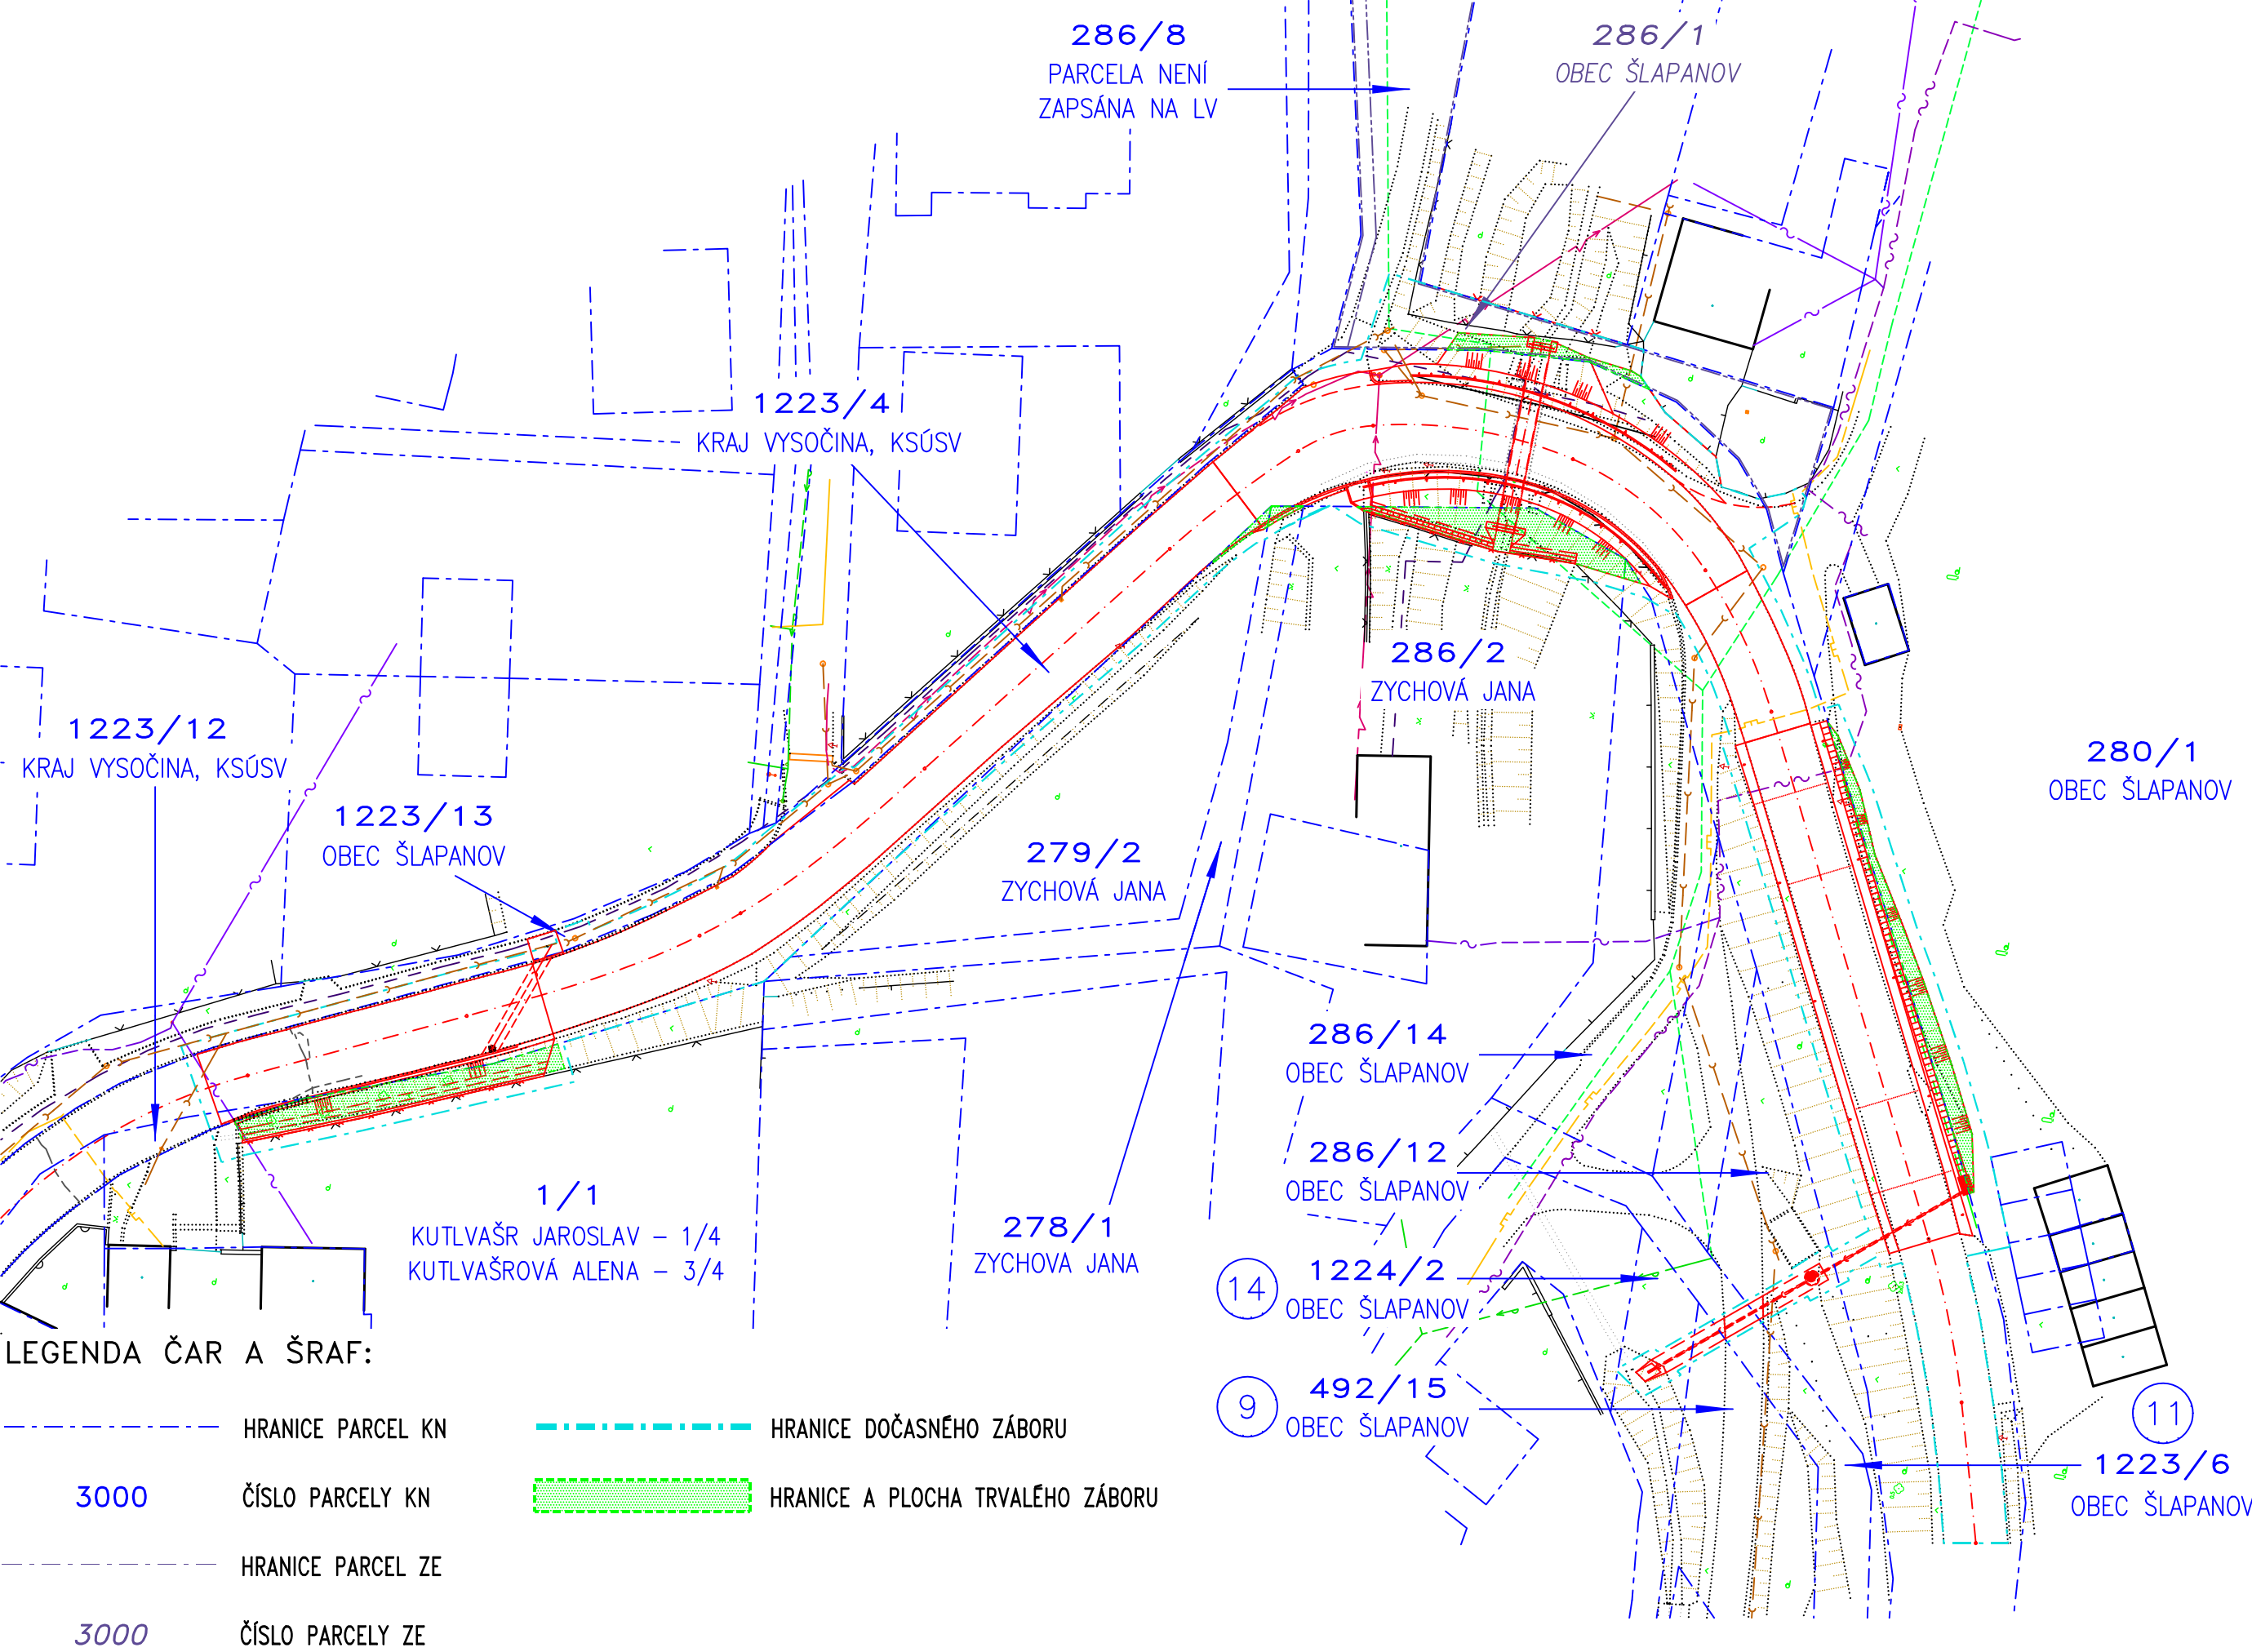 286/8
PARCELA NENÍ
ZAPSÁNA NA LV
286/1
OBEC ŠLAPANOV
1223/4
KRAJ VYSOČINA, KSÚSV
286/2
ZYCHOVÁ JANA
1223/12
KRAJ VYSOČINA, KSÚSV
280/1
OBEC ŠLAPANOV
1223/13
OBEC ŠLAPANOV
279/2
ZYCHOVÁ JANA
286/14
OBEC ŠLAPANOV
286/12
OBEC ŠLAPANOV
1/1
KUTLVAŠR JAROSLAV – 1/4
KUTLVAŠROVÁ ALENA – 3/4
278/1
ZYCHOVA JANA
14
1224/2
OBEC ŠLAPANOV
9
492/15
OBEC ŠLAPANOV
11
1223/6
OBEC ŠLAPANOV
LEGENDA ČAR A ŠRAF:
HRANICE PARCEL KN
HRANICE DOČASNÉHO ZÁBORU
3000
ČÍSLO PARCELY KN
HRANICE A PLOCHA TRVALÉHO ZÁBORU
HRANICE PARCEL ZE
3000
ČÍSLO PARCELY ZE